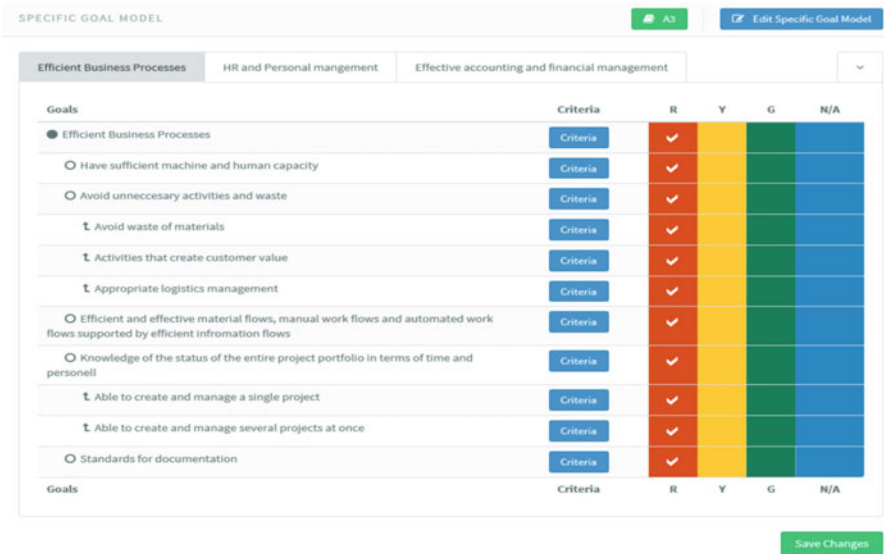 SPECIFIC GOAL MODEL
A3
Edit Specific Goal Model
Efficient Business Processes
HR and Personal mangement
Effective accounting and financial management
Goals Criteria R Y G N/A
Efficient Business Processes Criteria
Have sufficient machine and human capacity Criteria
Avoid unneccesary activities and waste Criteria
Avoid waste of materials Criteria
Activities that create customer value Criteria
Appropriate logistics management Criteria
Efficient and effective material flows, manual work flows and automated work
flows supported by efficient infromation flows Criteria
Knowledge of the status of the entire project portfolio in terms of time and
personell Criteria
Able to create and manage a single project Criteria
Able to create and manage several projects at once Criteria
Standards for documentation Criteria
Goals Criteria R Y G N/A
Save Changes